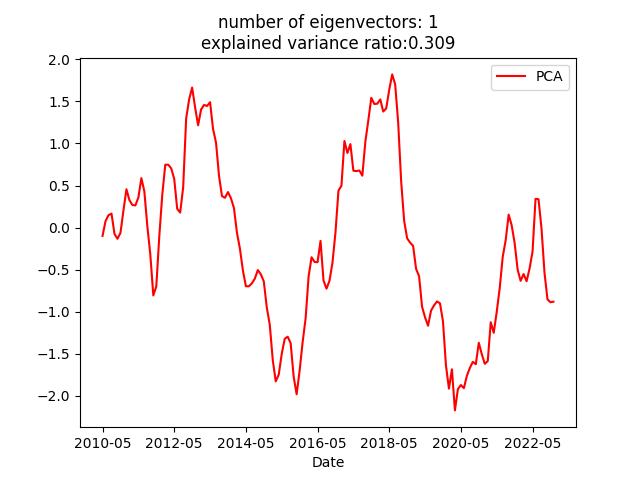 number of eigenvectors: 1
explained variance ratio:0.309
PCA
2.0
1.5
1.0
0.5
0.0
−0.5
−1.0
−1.5
−2.0
2010-05 2012-05 2014-05 2016-05 2018-05 2020-05 2022-05
Date